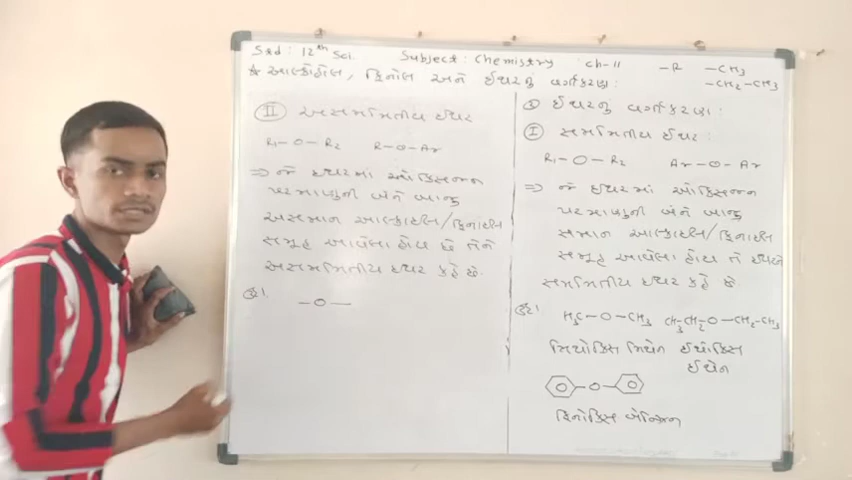 Std: 12th Sci. Subject: Chemistry ch-11
-R -CH3
-CH2-CH3
* આલ્કોહોલ, ફિનોલ અને ઈથરનું વર્ગીકરણ:
II અસમમિતીય ઈથર
R1-O-R2 R-O-Ar
=> જે ઈથરમાં ઓક્સિજન
પરમાણુની બંને બાજુ
અસમાન આલ્કાઈલ/ફિનાઈલ
સમૂહ આવેલા હોય છે તેને
અસમમિતીય ઈથર કહે છે.
ઉદા.
-O-
ઈથરનું વર્ગીકરણ:
I સમમિતીય ઈથર:
R1-O-R2 Ar-O-Ar
=> જે ઈથરમાં ઓક્સિજન
પરમાણુની બંને બાજુ
સમાન આલ્કાઈલ/ફિનાઈલ
સમૂહ આવેલા હોય તે ઈથરને
સમમિતીય ઈથર કહે છે.
ઉદા.
H3C-O-CH3 CH3-CH2-O-CH2-CH3
મિથોક્સિ મિથેન ઈથોક્સિ
ઈથેન
-O-
ફિનોક્સિ બેન્ઝિન